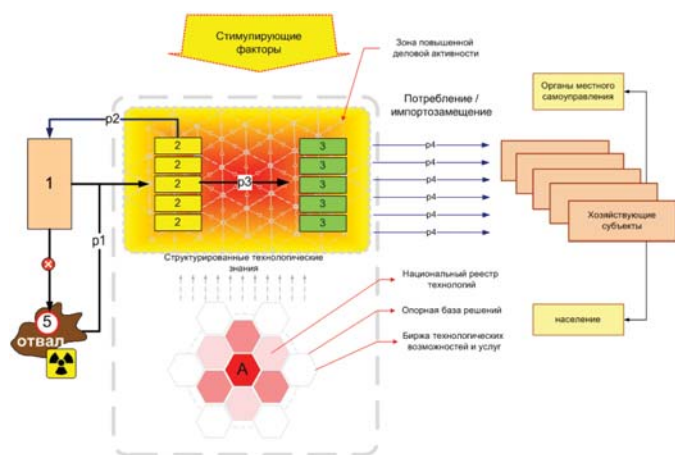 Стимулирующие
факторы
Зона повышенной
деловой активности
Потребление /
импортозамещение
Органы местного
самоуправления
p2
1
2
2
2
2
2
p3
3
3
3
3
3
p4
p4
p4
p4
p4
p4
Хозяйствующие
субъекты
p1
Структурированные технологические
знания
5
отвал
A
Национальный реестр
технологий
Опорная база решений
Биржа технологических
возможностей и услуг
население